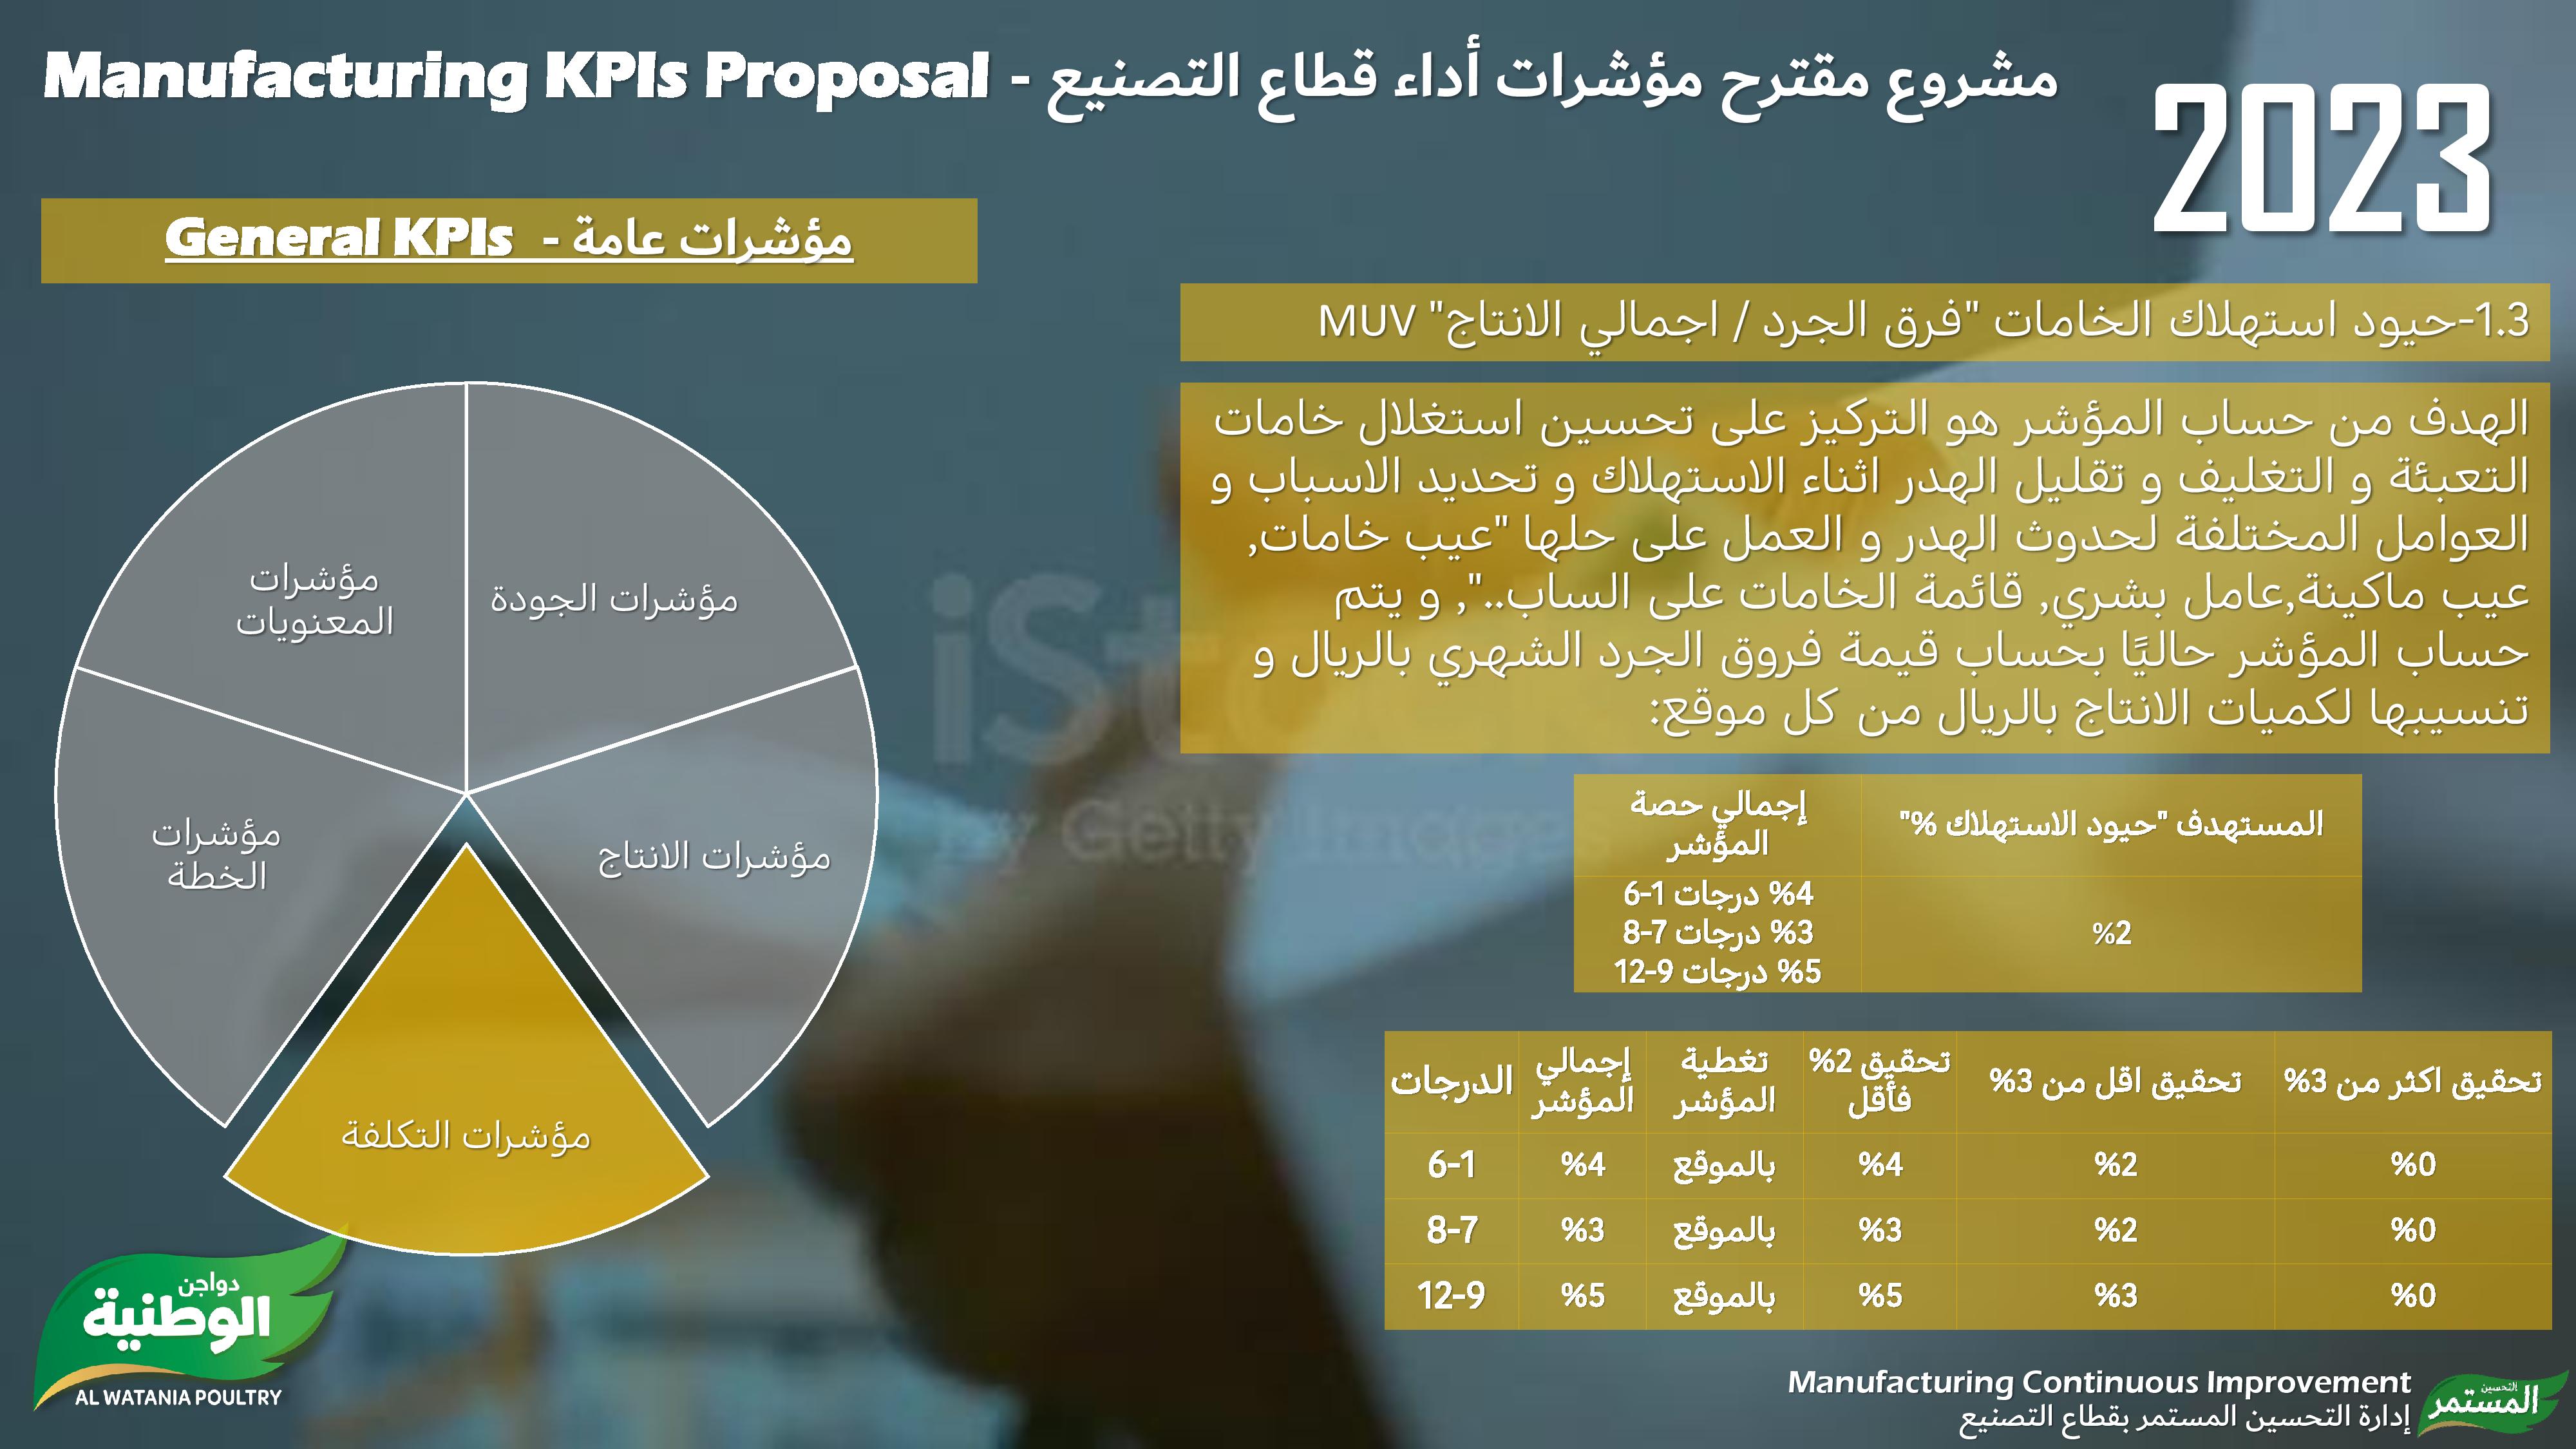 مشروع مقترح مؤشرات أداء قطاع التصنيع - Manufacturing KPIs Proposal
2023
مؤشرات عامة - General KPIs
1.3-حيود استهلاك الخامات "فرق الجرد / اجمالي الانتاج" MUV
الهدف من حساب المؤشر هو التركيز على تحسين استغلال خامات
التعبئة و التغليف و تقليل الهدر اثناء الاستهلاك و تحديد الاسباب و
العوامل المختلفة لحدوث الهدر و العمل على حلها "عيب خامات,
عيب ماكينة,عامل بشري, قائمة الخامات على الساب..", و يتم
حساب المؤشر حاليًا بحساب قيمة فروق الجرد الشهري بالريال و
تنسيبها لكميات الانتاج بالريال من كل موقع:
مؤشرات الجودة
مؤشرات
المعنويات
مؤشرات الانتاج
مؤشرات
الخطة
مؤشرات التكلفة
المستهدف "حيود الاستهلاك %"
إجمالي حصة
المؤشر
%2
%4 درجات 1-6
%3 درجات 7-8
%5 درجات 9-12
تحقيق اكثر من 3%
تحقيق اقل من 3%
تحقيق 2%
فأقل
تغطية
المؤشر
إجمالي
المؤشر
الدرجات
%0 %2 %4 بالموقع %4 6-1
%0 %2 %3 بالموقع %3 8-7
%0 %3 %5 بالموقع %5 12-9
iSto
by Getty Images
دواجن
الوطنية
AL WATANIA POULTRY
Manufacturing Continuous Improvement
إدارة التحسين المستمر بقطاع التصنيع
التحسين
المستمر